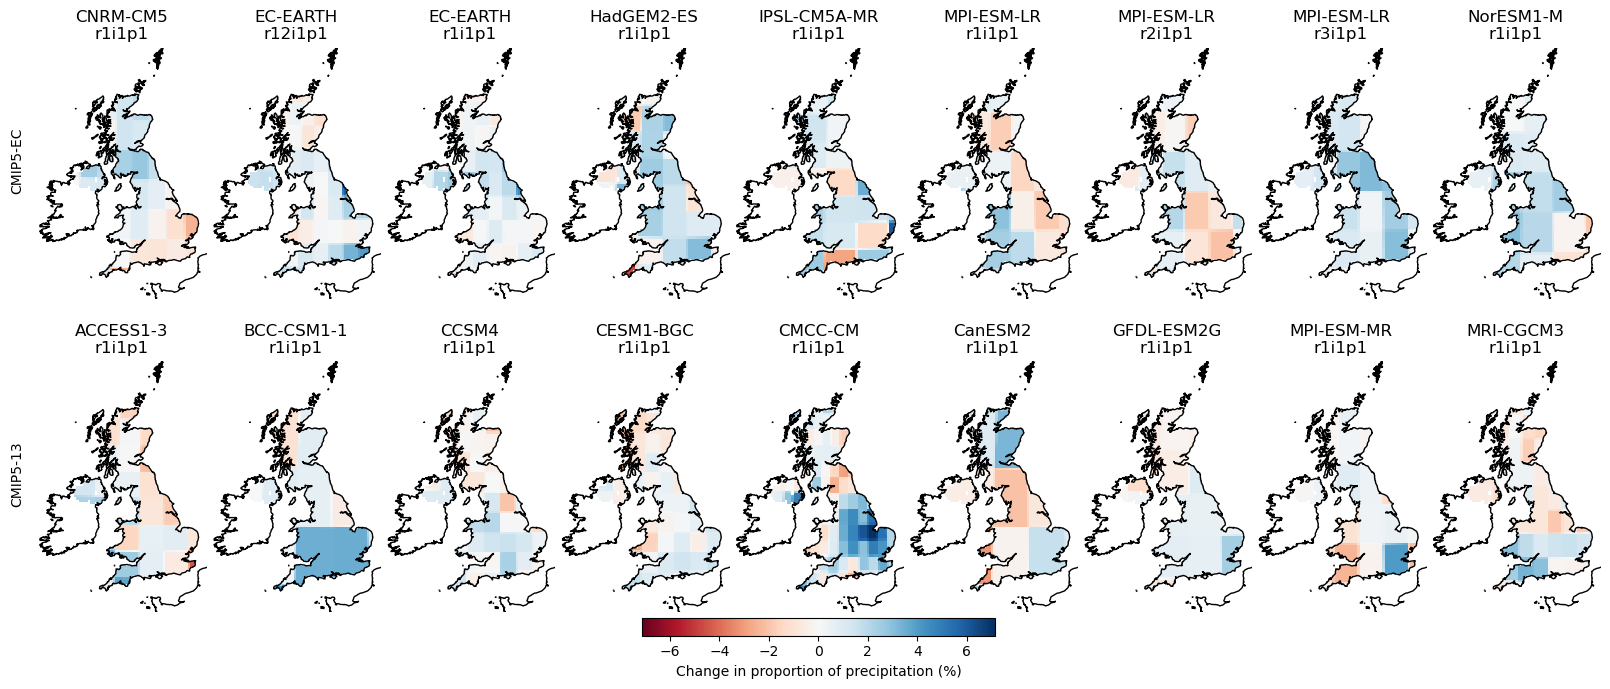 CNRM-CM5 EC-EARTH EC-EARTH HadGEM2-ES IPSL-CM5A-MR MPI-ESM-LR MPI-ESM-LR MPI-ESM-LR NorESM1-M
r1i1p1 r12i1p1 r1i1p1 r1i1p1 r1i1p1 r1i1p1 r2i1p1 r3i1p1 r1i1p1
CMIP5-EC
ACCESS1-3 BCC-CSM1-1 CCSM4 CESM1-BGC CMCC-CM CanESM2 GFDL-ESM2G MPI-ESM-MR MRI-CGCM3
r1i1p1 r1i1p1 r1i1p1 r1i1p1 r1i1p1 r1i1p1 r1i1p1 r1i1p1 r1i1p1
CMIP5-13
−6 −4 −2 0 2 4 6
Change in proportion of precipitation (%)